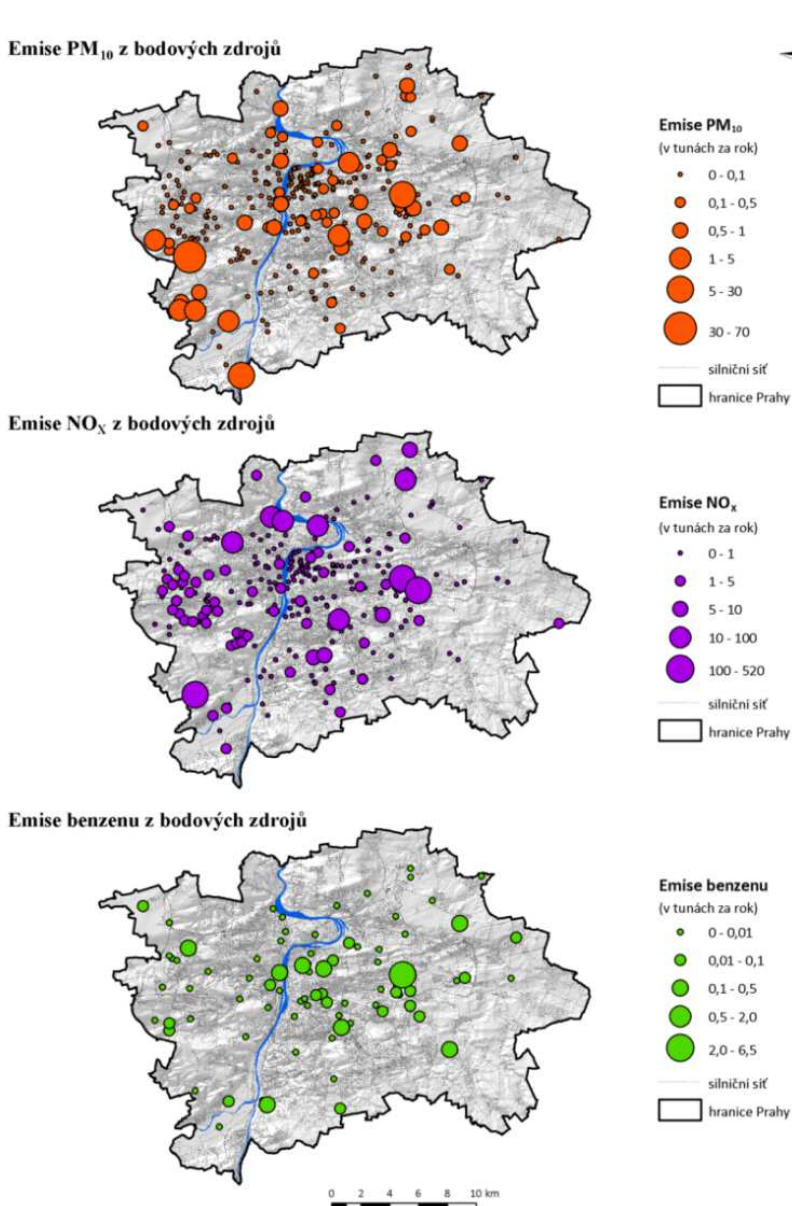 Emise PM₁₀ z bodových zdrojů
Emise PM₁₀
(v tunách za rok)
0 - 0,1
0,1 - 0,5
0,5 - 1
1 - 5
5 - 30
30 - 70
silniční síť
hranice Prahy
Emise NOX z bodových zdrojů
Emise NOₓ
(v tunách za rok)
0 - 1
1 - 5
5 - 10
10 - 100
100 - 520
silniční síť
hranice Prahy
Emise benzenu z bodových zdrojů
Emise benzenu
(v tunách za rok)
0 - 0,01
0,01 - 0,1
0,1 - 0,5
0,5 - 2,0
2,0 - 6,5
silniční síť
hranice Prahy
0 2 4 6 8 10 km